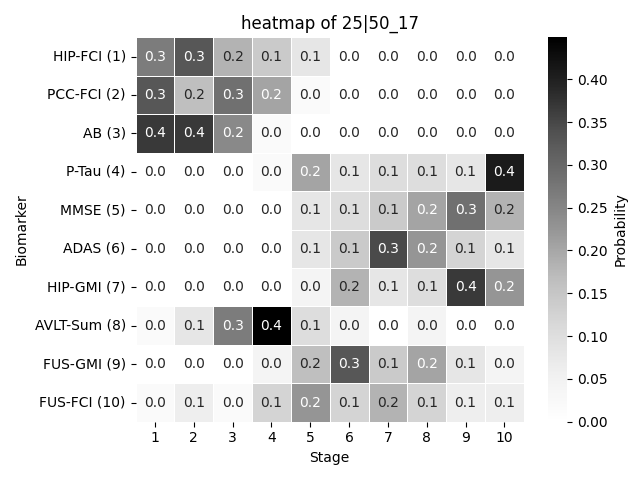 heatmap of 25|50_17
Biomarker
HIP-FCI (1) 0.3 0.3 0.2 0.1 0.1 0.0 0.0 0.0 0.0 0.0
PCC-FCI (2) 0.3 0.2 0.3 0.2 0.0 0.0 0.0 0.0 0.0 0.0
AB (3) 0.4 0.4 0.2 0.0 0.0 0.0 0.0 0.0 0.0 0.0
P-Tau (4) 0.0 0.0 0.0 0.0 0.2 0.1 0.1 0.1 0.1 0.4
MMSE (5) 0.0 0.0 0.0 0.0 0.1 0.1 0.1 0.2 0.3 0.2
ADAS (6) 0.0 0.0 0.0 0.0 0.1 0.1 0.3 0.2 0.1 0.1
HIP-GMI (7) 0.0 0.0 0.0 0.0 0.0 0.2 0.1 0.1 0.4 0.2
AVLT-Sum (8) 0.0 0.1 0.3 0.4 0.1 0.0 0.0 0.0 0.0 0.0
FUS-GMI (9) 0.0 0.0 0.0 0.0 0.2 0.3 0.1 0.2 0.1 0.0
FUS-FCI (10) 0.0 0.1 0.0 0.1 0.2 0.1 0.2 0.1 0.1 0.1
1 2 3 4 5 6 7 8 9 10
Stage
0.40
0.35
0.30
0.25
0.20
0.15
0.10
0.05
0.00
Probability